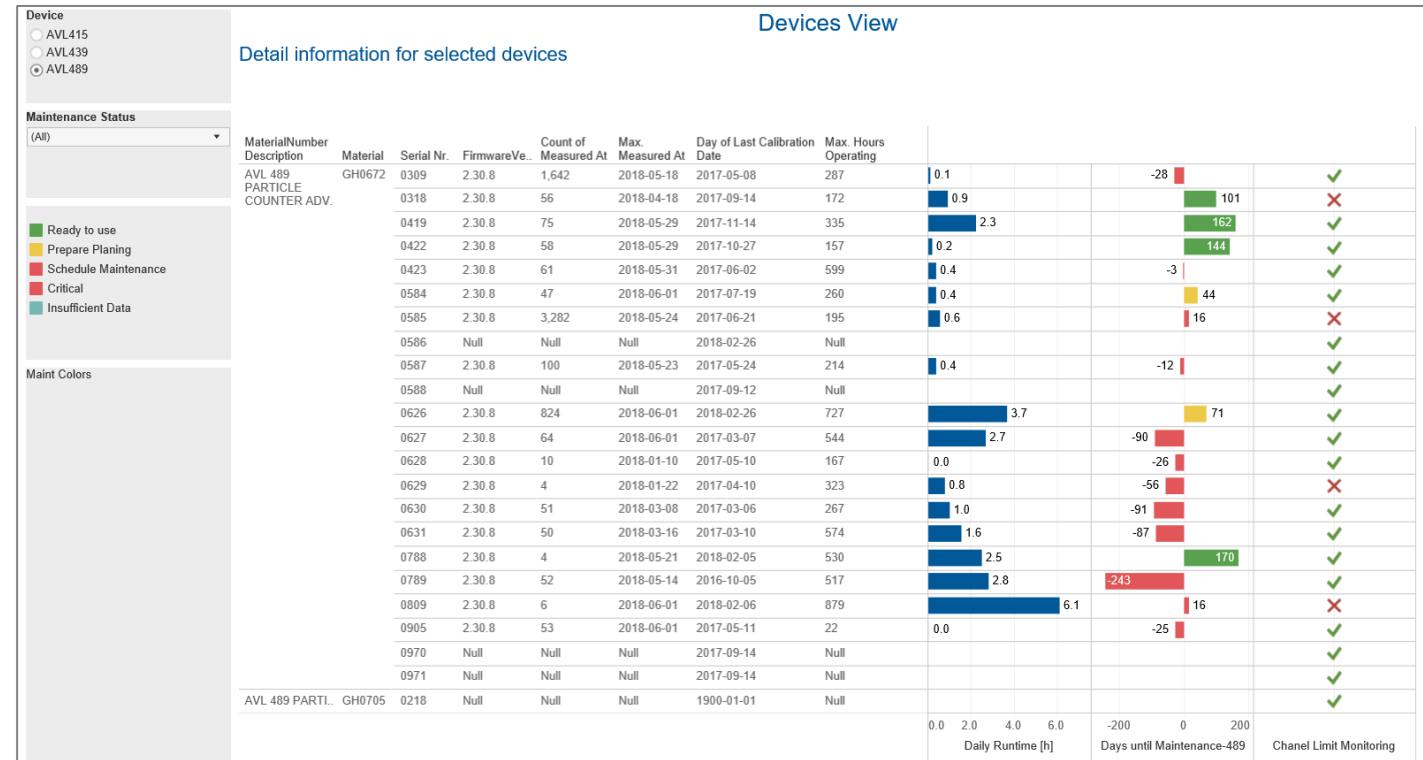 Device
AVL415
AVL439
AVL489
Maintenance Status
(All)
Ready to use
Prepare Planing
Schedule Maintenance
Critical
Insufficient Data
Maint Colors
Devices View
Detail information for selected devices
MaterialNumber Description Material Serial Nr. FirmwareVe.. Count of Measured At Max. Measured At Day of Last Calibration Date Max. Hours Operating
AVL 489 PARTICLE COUNTER ADV. GH0672 0309 2.30.8 1,642 2018-05-18 2017-05-08 287 0.1 -28
0318 2.30.8 56 2018-04-18 2017-09-14 172 0.9 101
0419 2.30.8 75 2018-05-29 2017-11-14 335 2.3 162
0422 2.30.8 58 2018-05-29 2017-10-27 157 0.2 144
0423 2.30.8 61 2018-05-31 2017-06-02 599 0.4 -3
0584 2.30.8 47 2018-06-01 2017-07-19 260 0.4 44
0585 2.30.8 3,282 2018-05-24 2017-06-21 195 0.6 16
0586 Null Null Null 2018-02-26 Null
0587 2.30.8 100 2018-05-23 2017-05-24 214 0.4 -12
0588 Null Null Null 2017-09-12 Null
0626 2.30.8 824 2018-06-01 2018-02-26 727 3.7 71
0627 2.30.8 64 2018-06-01 2017-03-07 544 2.7 -90
0628 2.30.8 10 2018-01-10 2017-05-10 167 0.0 -26
0629 2.30.8 4 2018-01-22 2017-04-10 323 0.8 -56
0630 2.30.8 51 2018-03-08 2017-03-06 267 1.0 -91
0631 2.30.8 50 2018-03-16 2017-03-10 574 1.6 -87
0788 2.30.8 4 2018-05-21 2018-02-05 530 2.5 170
0789 2.30.8 52 2018-05-14 2016-10-05 517 2.8 -243
0809 2.30.8 6 2018-06-01 2018-02-06 879 6.1 16
0905 2.30.8 53 2018-06-01 2017-05-11 22 0.0 -25
0970 Null Null Null 2017-09-14 Null
0971 Null Null Null 2017-09-14 Null
AVL 489 PARTI.. GH0705 0218 Null Null Null 1900-01-01 Null
0.0 2.0 4.0 6.0 -200 0 200
Daily Runtime [h] Days until Maintenance-489 Chanel Limit Monitoring